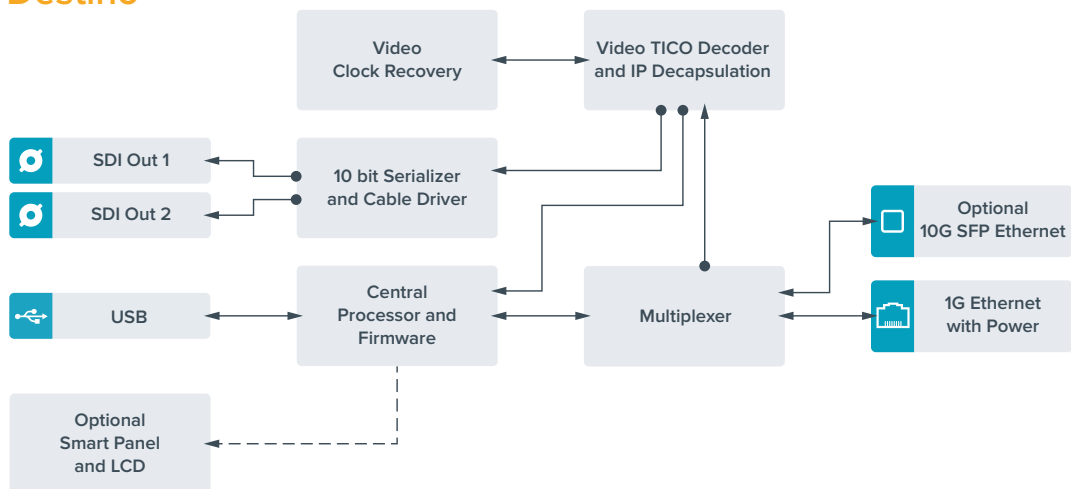 Destino
Video
Clock Recovery
Video TICO Decoder
and IP Decapsulation
SDI Out 1
SDI Out 2
10 bit Serializer
and Cable Driver
Optional
10G SFP Ethernet
USB
Central
Processor and
Firmware
Multiplexer
1G Ethernet
with Power
Optional
Smart Panel
and LCD